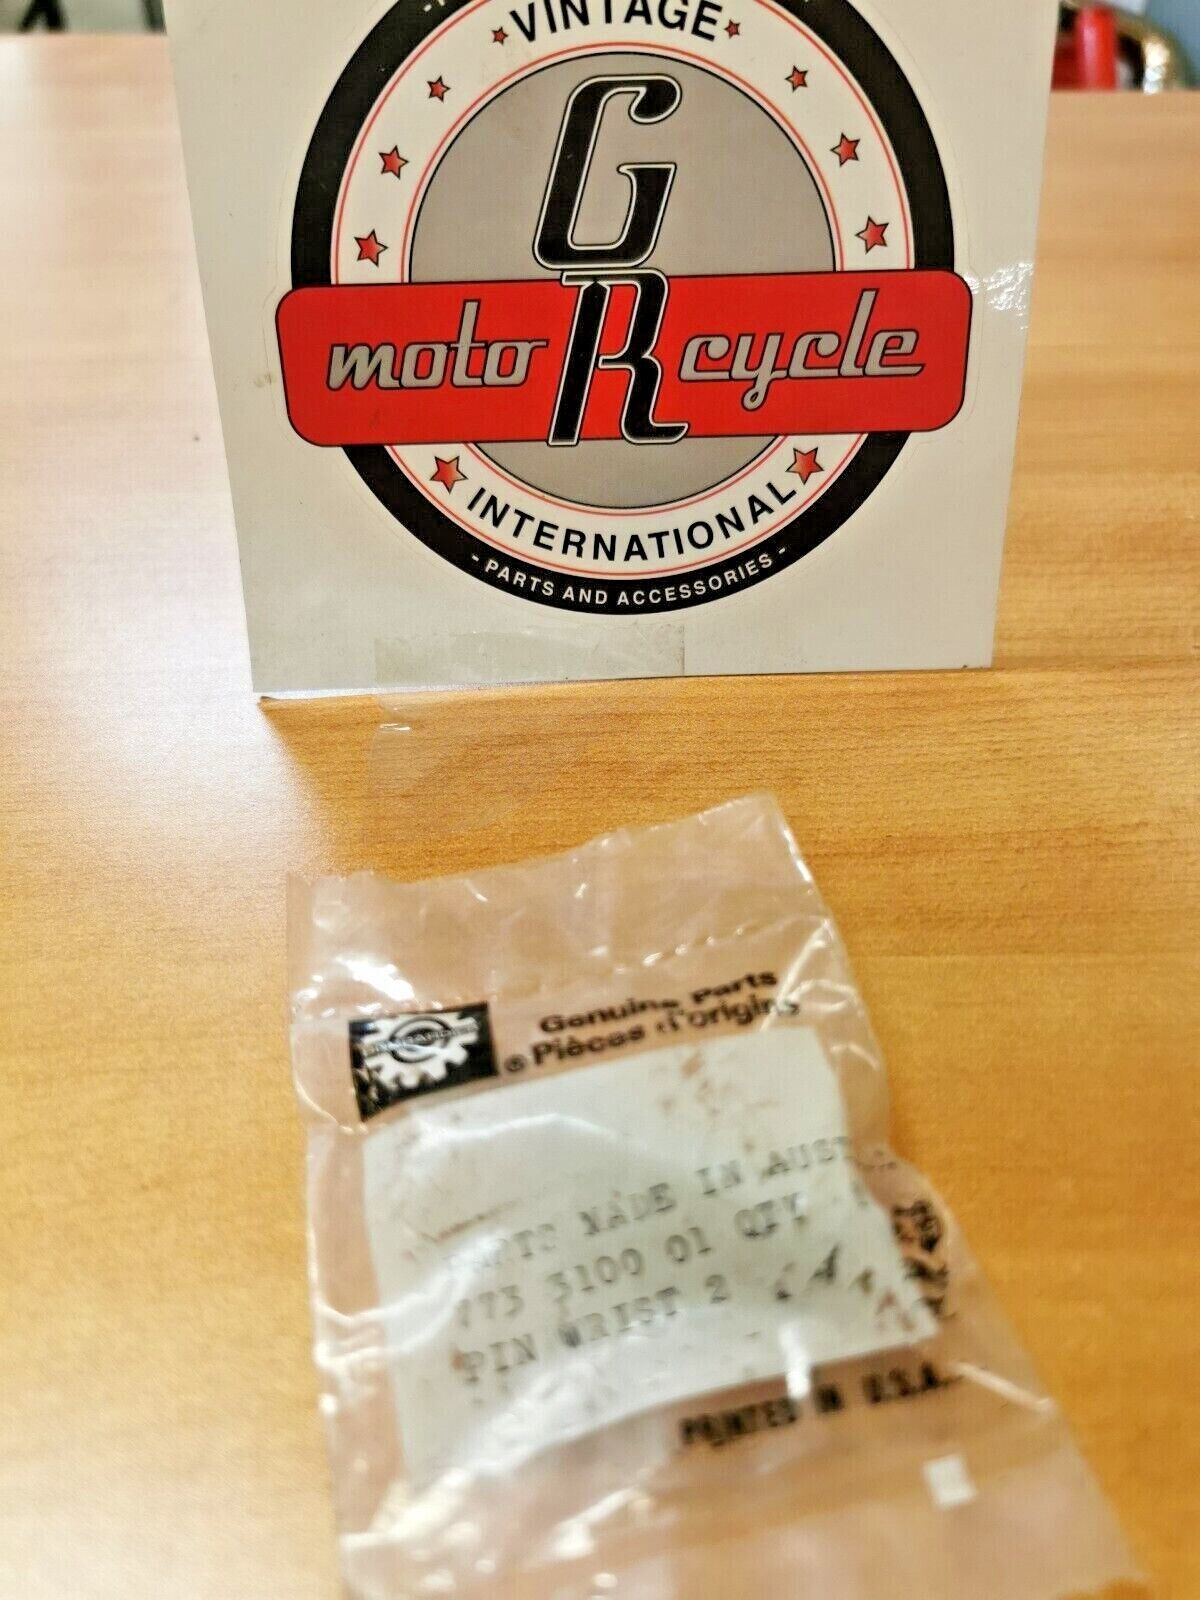 VINTAGE
G
moto R cycle
INTERNATIONAL
- PARTS AND ACCESSORIES -
Genuine Parts
® Pièces d'origine
PARTS MADE IN
773 3100 01 QTY
PIN WRIST 2
PRINTED IN U.S.A.